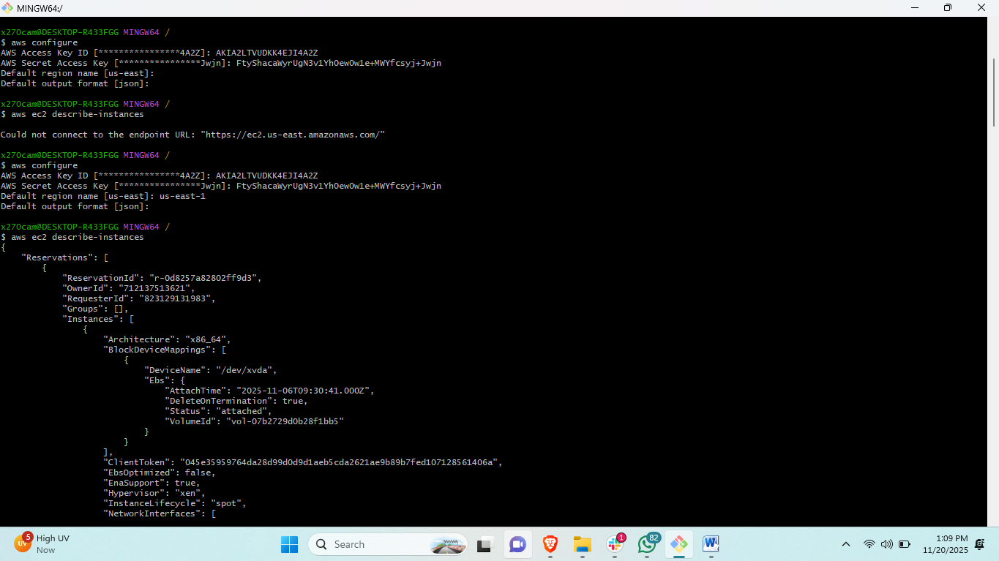 MINGW64:/
x270cam@DESKTOP-R433FGG MINGW64 /
$ aws configure
AWS Access Key ID [****************4A2Z]: AKIA2LTVUDKK4EJI4A2Z
AWS Secret Access Key [****************Jwjn]: 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
Default region name [us-east]:
Default output format [json]:
x270cam@DESKTOP-R433FGG MINGW64 /
$ aws ec2 describe-instances
Could not connect to the endpoint URL: "https://ec2.us-east.amazonaws.com/"
x270cam@DESKTOP-R433FGG MINGW64 /
$ aws configure
AWS Access Key ID [****************4A2Z]: AKIA2LTVUDKK4EJI4A2Z
AWS Secret Access Key [****************Jwjn]: 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
Default region name [us-east]: us-east-1
Default output format [json]:
x270cam@DESKTOP-R433FGG MINGW64 /
$ aws ec2 describe-instances
{
"Reservations": [
{
"ReservationId": "r-0d8257a82802ff9d3",
"OwnerId": "712137513621",
"RequesterId": "823129131983",
"Groups": [],
"Instances": [
{
"Architecture": "x86_64",
"BlockDeviceMappings": [
{
"DeviceName": "/dev/xvda",
"Ebs": {
"AttachTime": "2025-11-06T09:30:41.000Z",
"DeleteOnTermination": true,
"Status": "attached",
"VolumeId": "vol-07b2729d0b28f1bb5"
}
}
],
"ClientToken": "045e35959764da28d99d0d9d1aeb5cda2621ae9b89b7fed107128561406a",
"EbsOptimized": false,
"EnaSupport": true,
"Hypervisor": "xen",
"InstanceLifecycle": "spot",
"NetworkInterfaces": [
5
UV
High UV
Now
Search
1
82
W
1:09 PM
11/20/2025